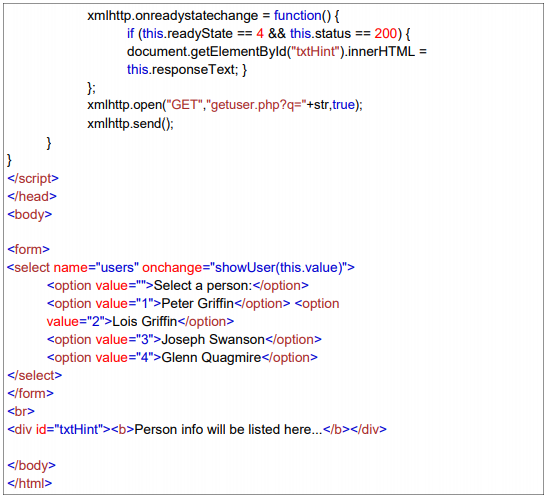 xmlhttp.onreadystatechange = function() {
if (this.readyState == 4 && this.status == 200) {
document.getElementById("txtHint").innerHTML =
this.responseText; }
};
xmlhttp.open("GET","getuser.php?q="+str,true);
xmlhttp.send();
}
}
</script>
</head>
<body>
<form>
<select name="users" onchange="showUser(this.value)">
<option value="">Select a person:</option>
<option value="1">Peter Griffin</option> <option
value="2">Lois Griffin</option>
<option value="3">Joseph Swanson</option>
<option value="4">Glenn Quagmire</option>
</select>
</form>
<br>
<div id="txtHint"><b>Person info will be listed here...</b></div>
</body>
</html>